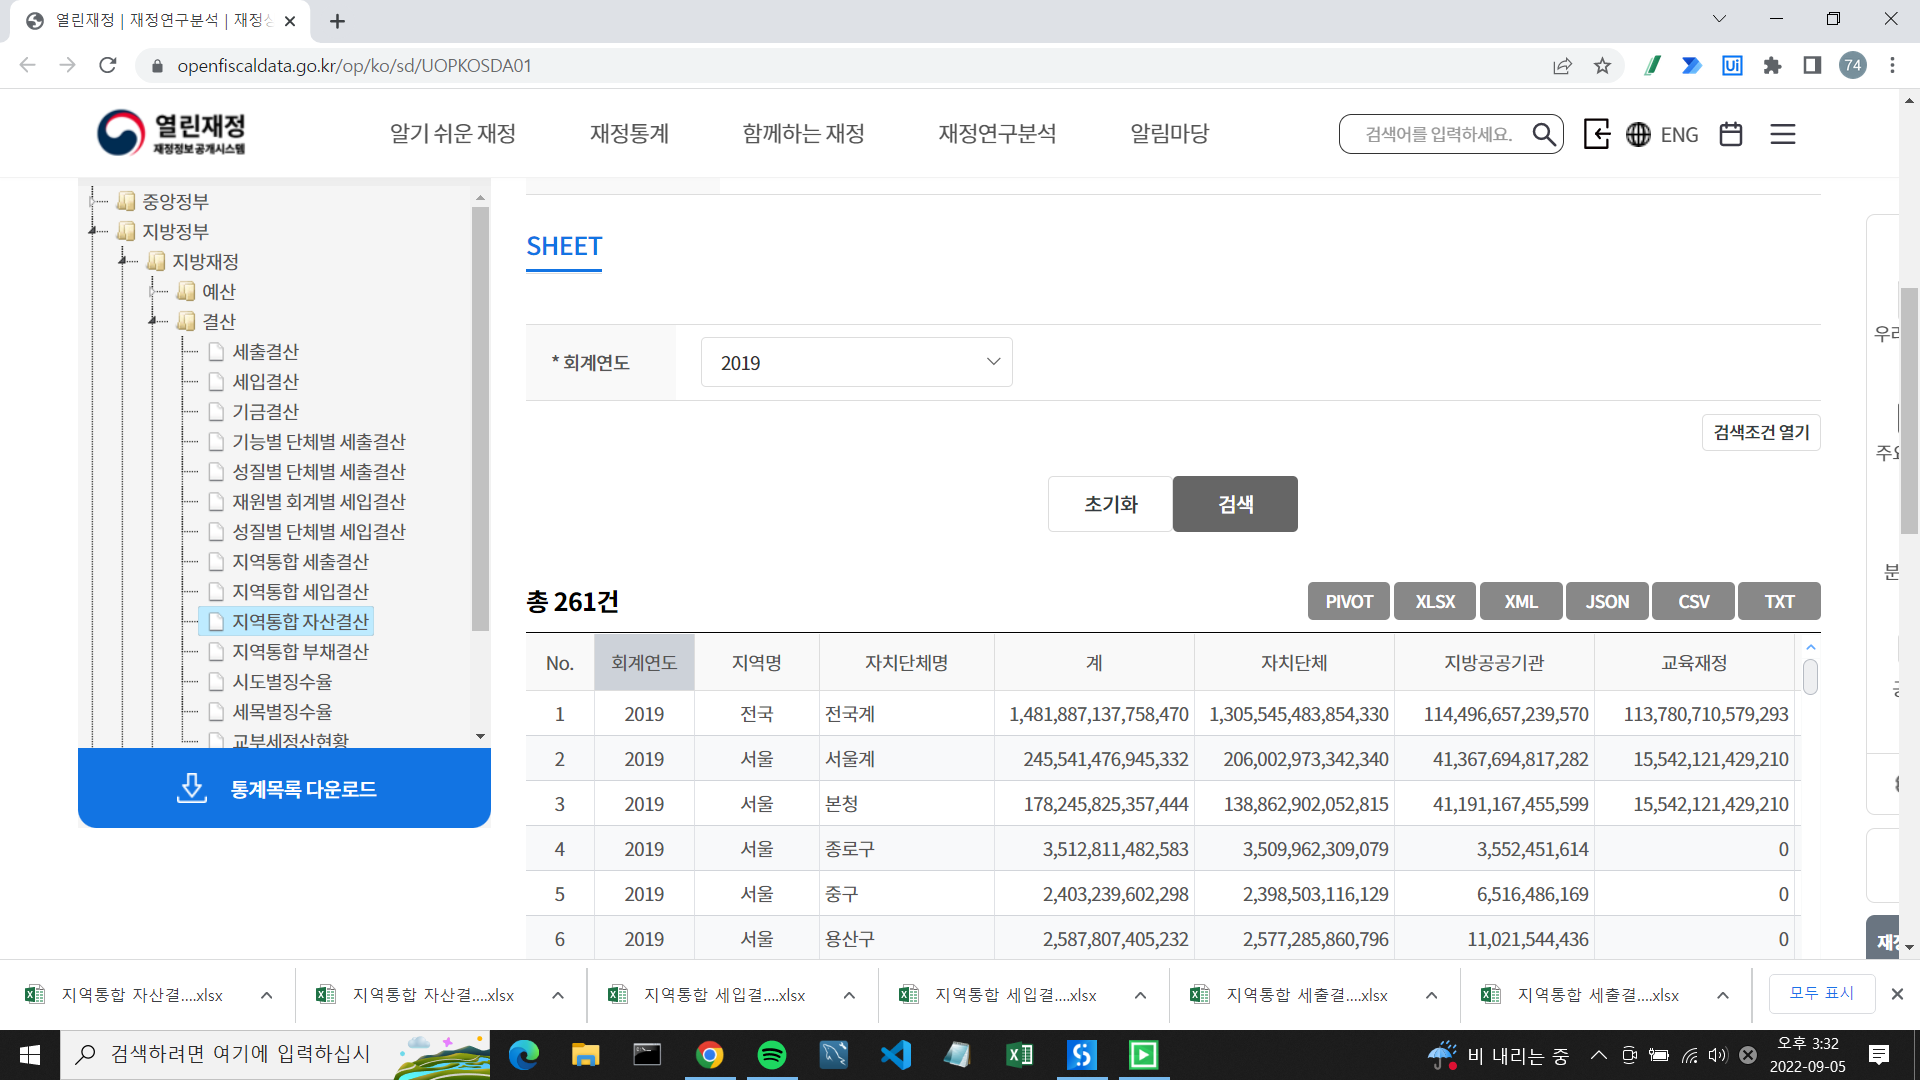 열린재정 | 재정연구분석 | 재정상
openfiscaldata.go.kr/op/ko/sd/UOPKOSDA01
74
열린재정
재정정보공개시스템
알기 쉬운 재정
재정통계
함께하는 재정
재정연구분석
알림마당
검색어를 입력하세요.
ENG
중앙정부
지방정부
지방재정
예산
결산
세출결산
세입결산
기금결산
기능별 단체별 세출결산
성질별 단체별 세출결산
재원별 회계별 세입결산
성질별 단체별 세입결산
지역통합 세출결산
지역통합 세입결산
지역통합 자산결산
지역통합 부채결산
시도별징수율
세목별징수율
교부세정산현황
통계목록 다운로드
SHEET
* 회계연도 2019
검색조건 열기
초기화 검색
총 261건
PIVOT XLSX XML JSON CSV TXT
No. 회계연도 지역명 자치단체명 계 자치단체 지방공공기관 교육재정
1 2019 전국 전국계 1,481,887,137,758,470 1,305,545,483,854,330 114,496,657,239,570 113,780,710,579,293
2 2019 서울 서울계 245,541,476,945,332 206,002,973,342,340 41,367,694,817,282 15,542,121,429,210
3 2019 서울 본청 178,245,825,357,444 138,862,902,052,815 41,191,167,455,599 15,542,121,429,210
4 2019 서울 종로구 3,512,811,482,583 3,509,962,309,079 3,552,451,614 0
5 2019 서울 중구 2,403,239,602,298 2,398,503,116,129 6,516,486,169 0
6 2019 서울 용산구 2,587,807,405,232 2,577,285,860,796 11,021,544,436 0
우리
주요
분
재정
지역통합 자산결....xlsx
지역통합 자산결....xlsx
지역통합 세입결....xlsx
지역통합 세입결....xlsx
지역통합 세출결....xlsx
지역통합 세출결....xlsx
모두 표시
검색하려면 여기에 입력하십시
비 내리는 중
오후 3:32
2022-09-05